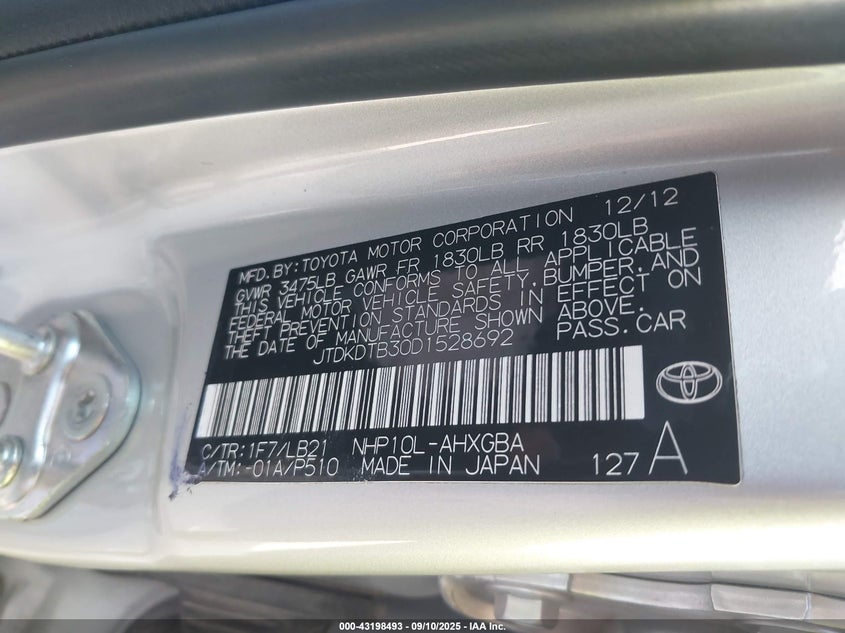 MFD. BY: TOYOTA MOTOR CORPORATION 12/12
GVWR 3475LB GAWR FR 1830LB RR 1830LB
THIS VEHICLE CONFORMS TO ALL APPLICABLE
FEDERAL MOTOR VEHICLE SAFETY, BUMPER, AND
THEFT PREVENTION STANDARDS IN EFFECT ON
THE DATE OF MANUFACTURE SHOWN ABOVE.
JTDKDTB30D1528692 PASS.CAR
C/TR:1F7/LB21 NHP10L-AHXGBA
A/TM:-01A/P510 MADE IN JAPAN 127 A
000-43198493 - 09/10/2025 - IAA Inc.